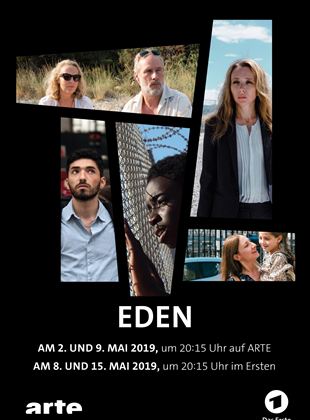 EDEN
AM 2. UND 9. MAI 2019, um 20:15 Uhr auf ARTE
AM 8. UND 15. MAI 2019, um 20:15 Uhr im Ersten
arte
Das Erste